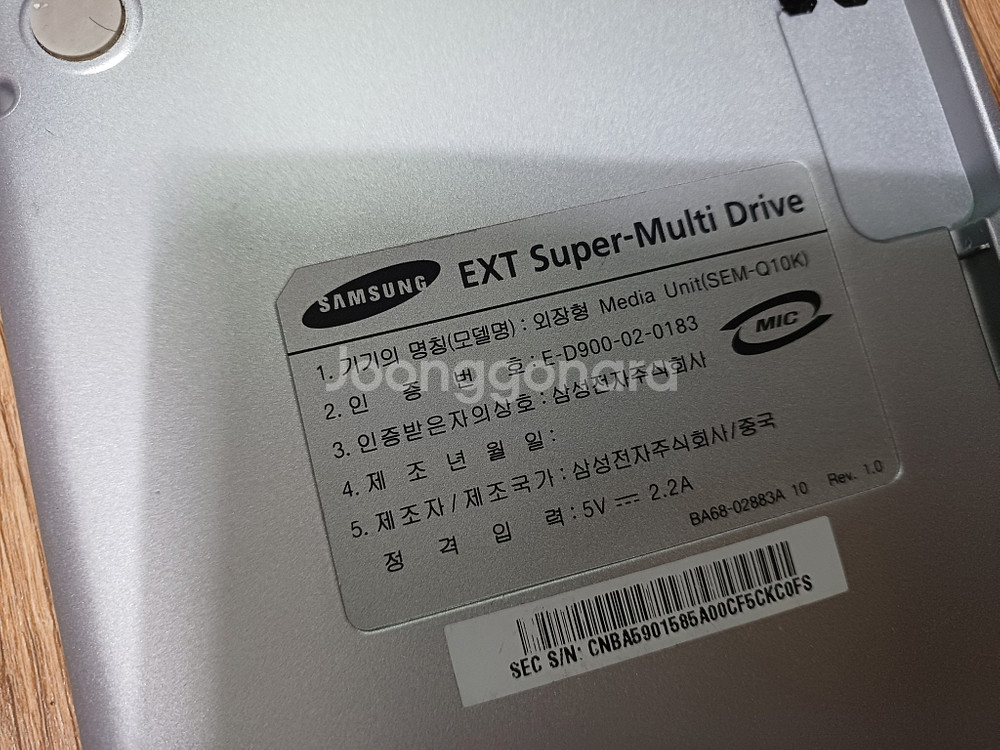 SAMSUNG EXT Super-Multi Drive
1. 기기의 명칭(모델명) : 외장형 Media Unit(SEM-Q10K)
2. 인 증 번 호 : E-D900-02-0183
MIC
3. 인증받은자의상호 : 삼성전자주식회사
4. 제 조 년 월 일 :
5. 제조자/제조국가 : 삼성전자주식회사/중국
정 격 입 력 : 5V ⎓ 2.2A
BA68-02883A 10 Rev. 1.0
SEC S/N: CNBA5901585A00CF5CKC0FS
Joonggonara